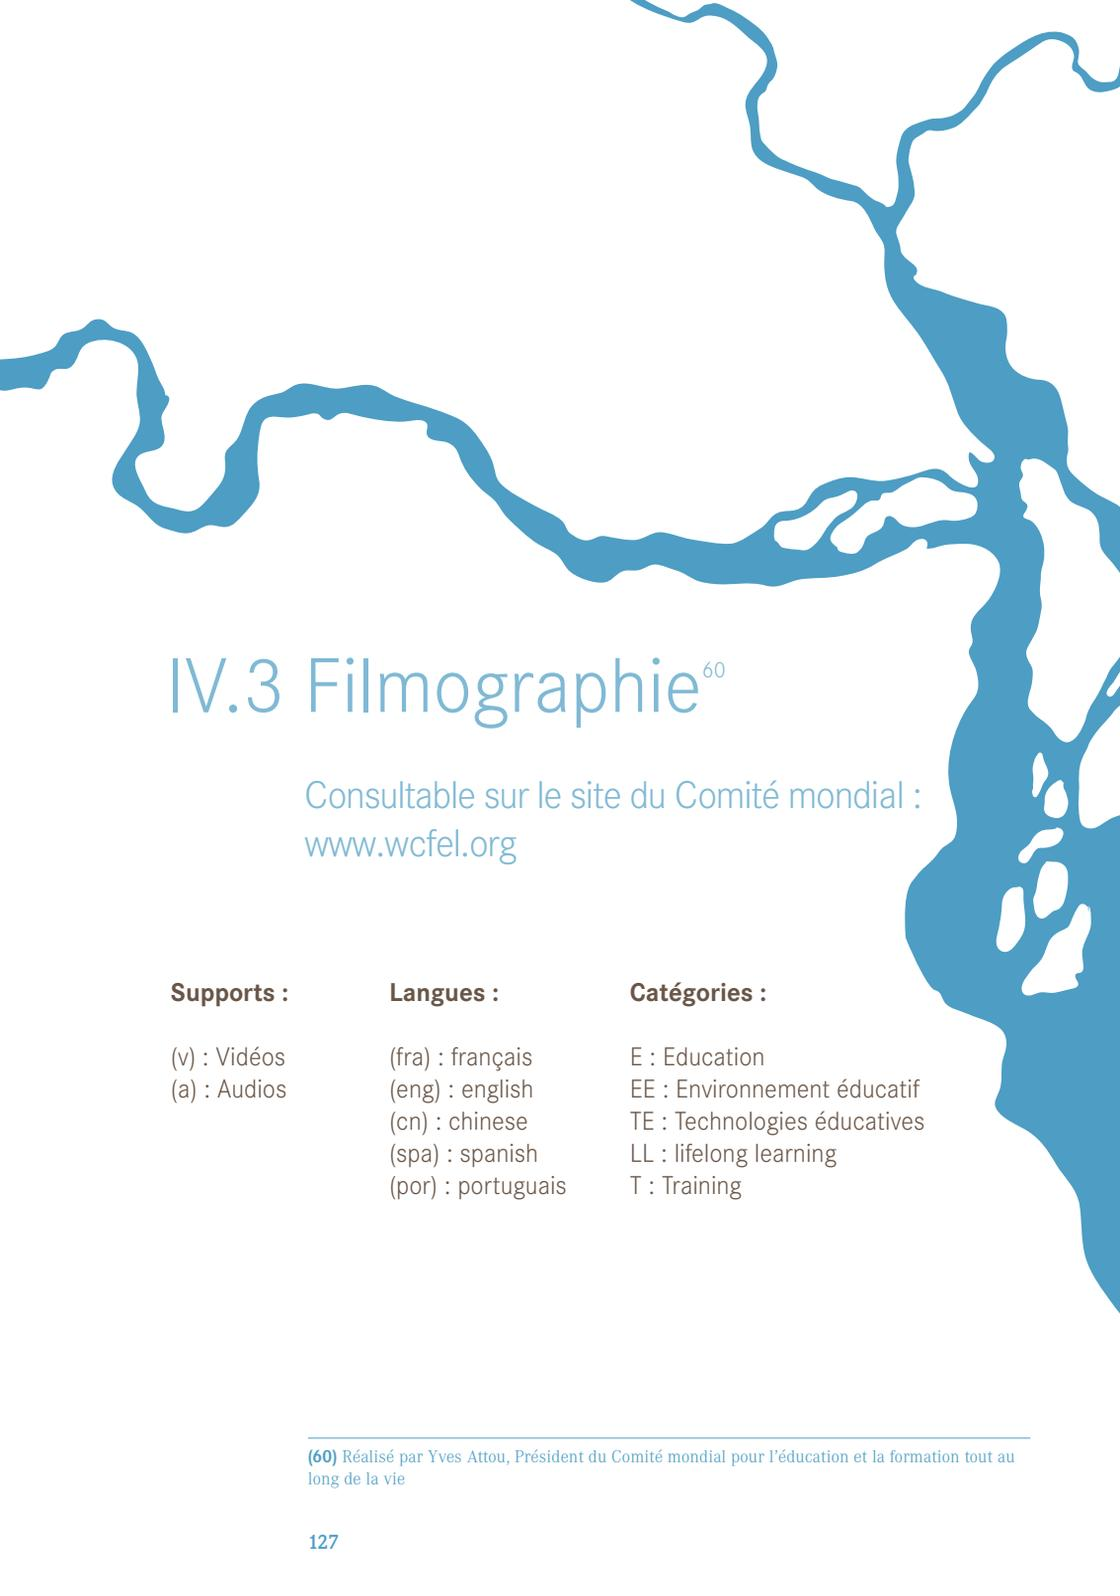 IV.3 Filmographie60
Consultable sur le site du Comité mondial :
www.wcfel.org
Supports :
(v) : Vidéos
(a) : Audios
Langues :
(fra) : français
(eng) : english
(cn) : chinese
(spa) : spanish
(por) : portuguais
Catégories :
E : Education
EE : Environnement éducatif
TE : Technologies éducatives
LL : lifelong learning
T : Training
(60) Réalisé par Yves Attou, Président du Comité mondial pour l'éducation et la formation tout au
long de la vie
127